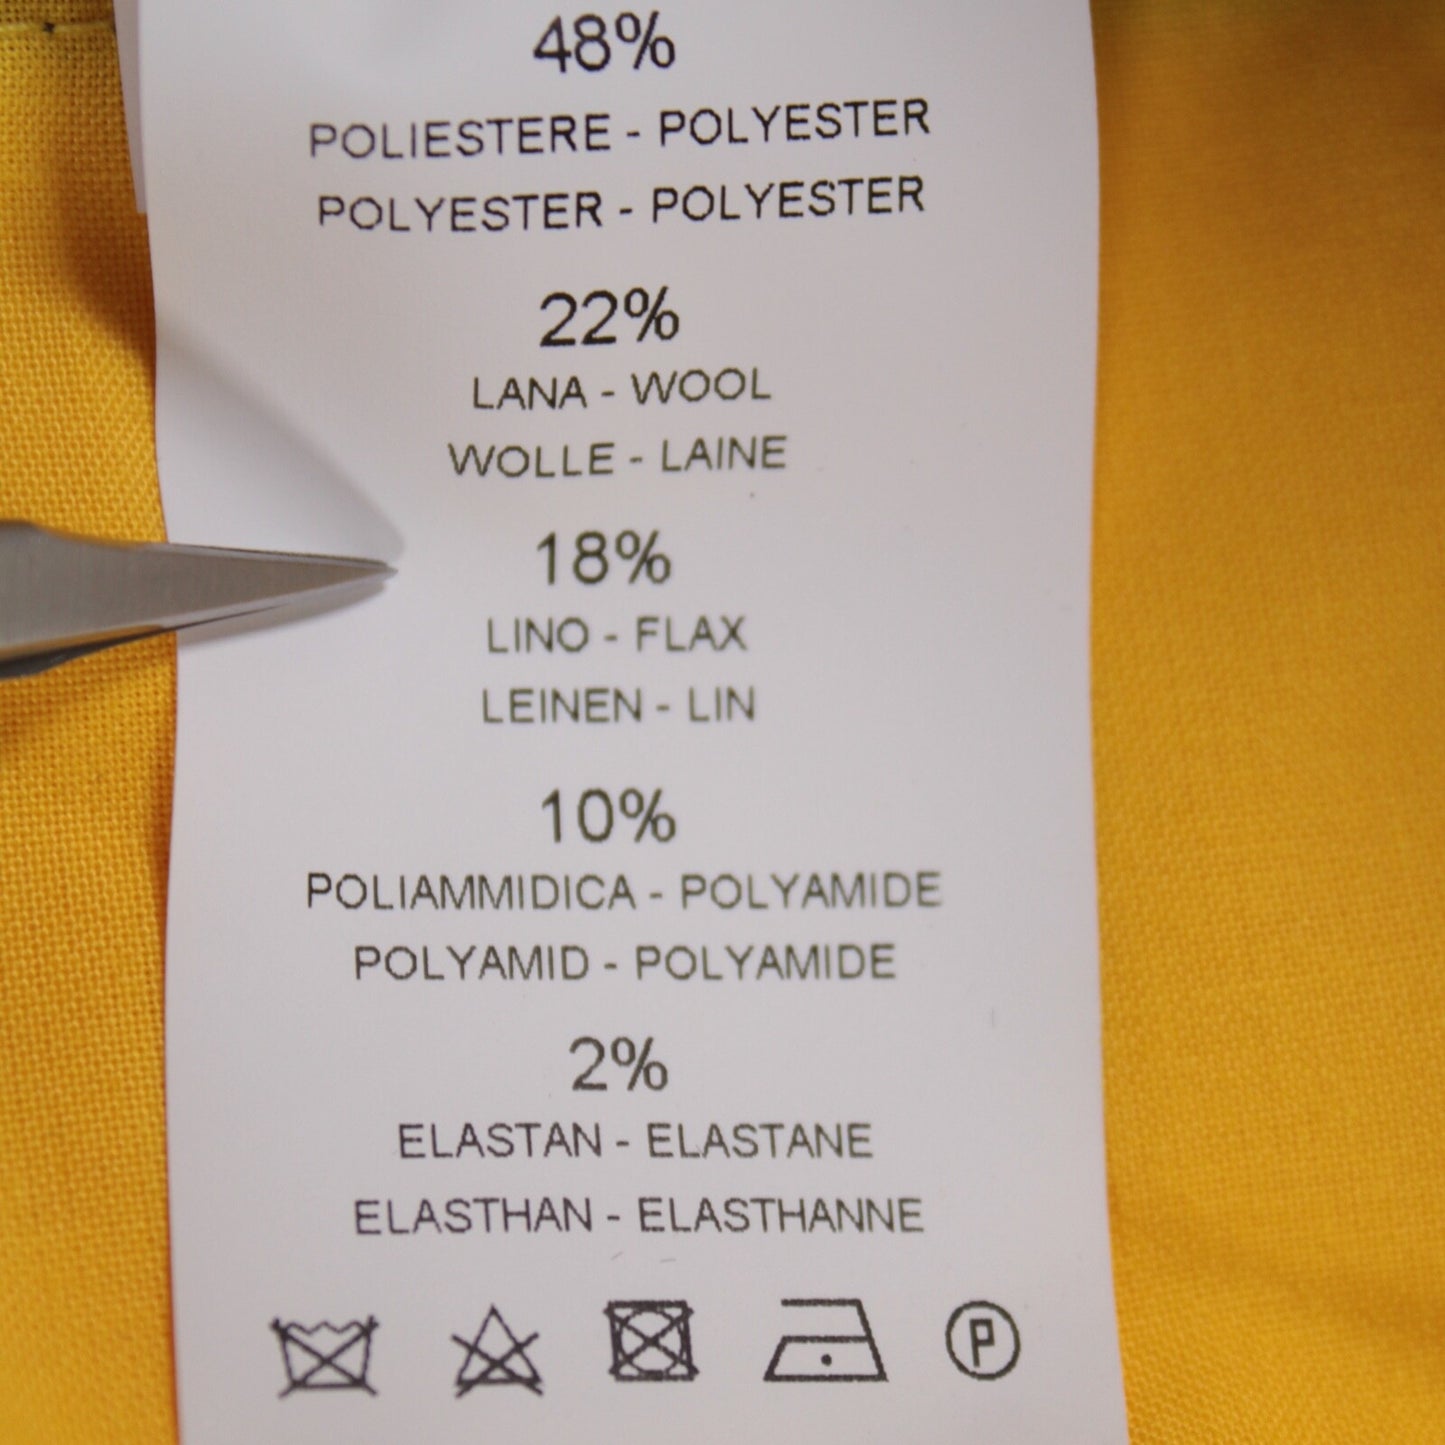 48%
POLIESTERE - POLYESTER
POLYESTER - POLYESTER
22%
LANA - WOOL
WOLLE - LAINE
18%
LINO - FLAX
LEINEN - LIN
10%
POLIAMMIDICA - POLYAMIDE
POLYAMID - POLYAMIDE
2%
ELASTAN - ELASTANE
ELASTHAN - ELASTHANNE
P